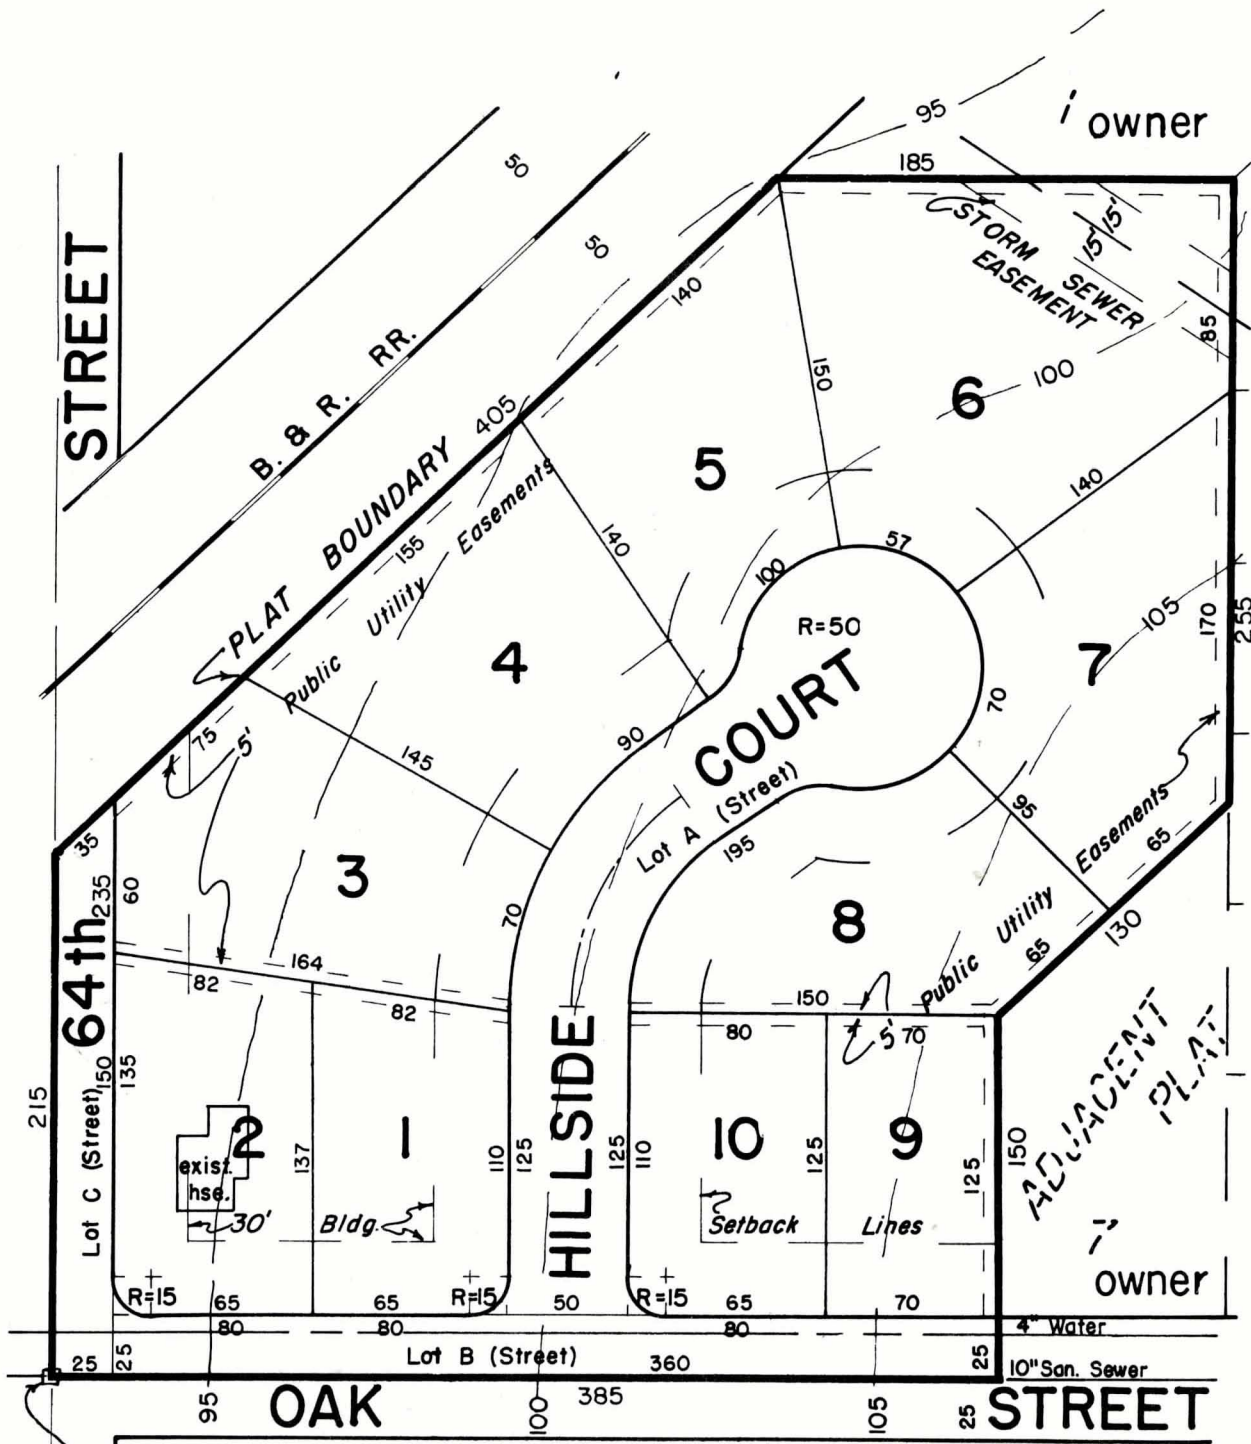 i owner
95
185
50
50
STREET
B. & R. RR.
STORM SEWER
EASEMENT
15' 15'
140
150
85
100
6
405
PLAT BOUNDARY
5
155
Public Utility Easements
140
140
100
57
R=50
105
170
255
4
7
COURT
75
5'
145
90
70
Lot A (Street)
195
95
Public Utility Easements
65
65
130
35
235
60
3
70
8
64th
164
82
82
150
80
5'
70
ADJACENT
PLAT
215
Lot C (Street)
150
135
2
exist.
hse.
137
1
110
125
HILLSIDE
125
110
10
125
9
125
150
30' Bldg. Setback Lines
i'
owner
R=15
65
65
R=15
50
R=15
65
70
80
80
80
4" Water
25
25
Lot B (Street)
360
25
10" San. Sewer
95
OAK
100
385
105
25
STREET